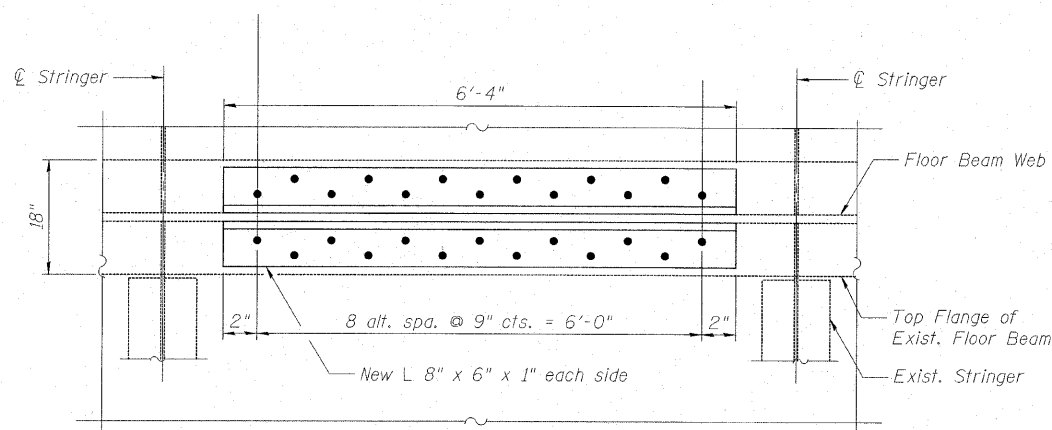 ℄ Stringer
℄ Stringer
6'-4"
Floor Beam Web
18"
2"
8 alt. spa. @ 9" cts. = 6'-0"
2"
Top Flange of
Exist. Floor Beam
New L 8" x 6" x 1" each side
Exist. Stringer